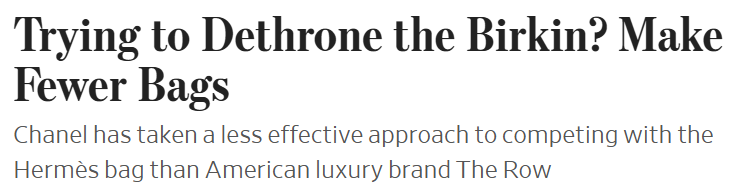 Trying to Dethrone the Birkin? Make
Fewer Bags
Chanel has taken a less effective approach to competing with the
Hermès bag than American luxury brand The Row